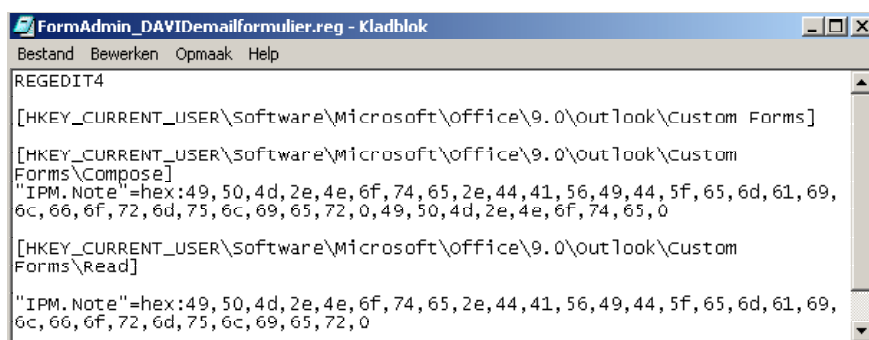 FormAdmin_DAVIDemailformulier.reg - Kladblok
Bestand Bewerken Opmaak Help
REGEDIT4
[HKEY_CURRENT_USER\Software\Microsoft\Office\9.0\Outlook\Custom Forms]
[HKEY_CURRENT_USER\Software\Microsoft\Office\9.0\Outlook\Custom
Forms\Compose]
"IPM.Note"=hex:49,50,4d,2e,4e,6f,74,65,2e,44,41,56,49,44,5f,65,6d,61,69,
6c,66,6f,72,6d,75,6c,69,65,72,0,49,50,4d,2e,4e,6f,74,65,0
[HKEY_CURRENT_USER\Software\Microsoft\Office\9.0\Outlook\Custom
Forms\Read]
"IPM.Note"=hex:49,50,4d,2e,4e,6f,74,65,2e,44,41,56,49,44,5f,65,6d,61,69,
6c,66,6f,72,6d,75,6c,69,65,72,0